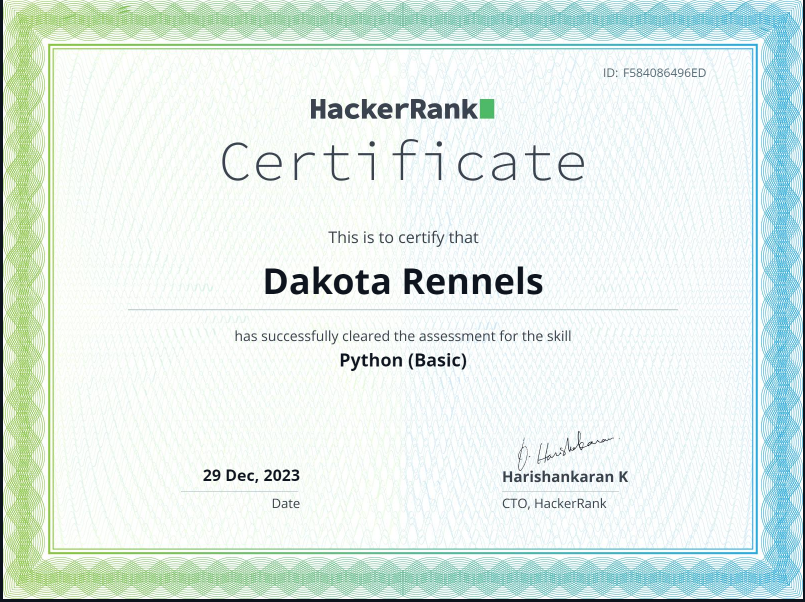 ID: F584086496ED
HackerRank
Certificate
This is to certify that
Dakota Rennels
has successfully cleared the assessment for the skill
Python (Basic)
29 Dec, 2023
Date
D. Harishankaran
Harishankaran K
CTO, HackerRank